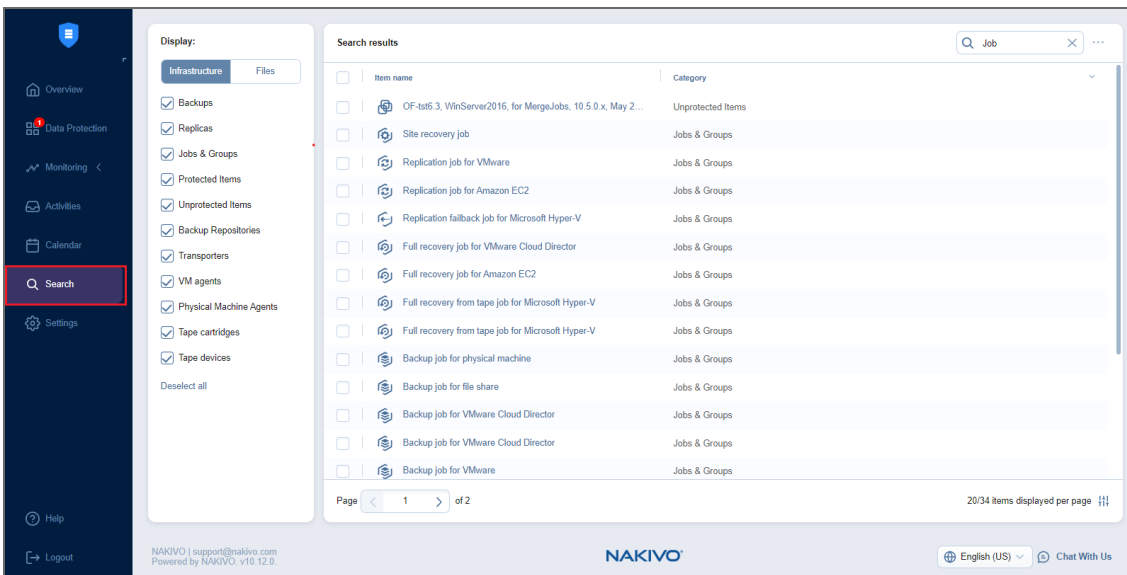 Overview
1
Data Protection
Monitoring
Activities
Calendar
Search
Settings
Help
Logout
Display:
Infrastructure
Files
Backups
Replicas
Jobs & Groups
Protected Items
Unprotected Items
Backup Repositories
Transporters
VM agents
Physical Machine Agents
Tape cartridges
Tape devices
Deselect all
Search results
Job
Item name Category
OF-tst6.3, WinServer2016, for MergeJobs, 10.5.0.x, May 2... Unprotected Items
Site recovery job Jobs & Groups
Replication job for VMware Jobs & Groups
Replication job for Amazon EC2 Jobs & Groups
Replication failback job for Microsoft Hyper-V Jobs & Groups
Full recovery job for VMware Cloud Director Jobs & Groups
Full recovery job for Amazon EC2 Jobs & Groups
Full recovery from tape job for Microsoft Hyper-V Jobs & Groups
Full recovery from tape job for Microsoft Hyper-V Jobs & Groups
Backup job for physical machine Jobs & Groups
Backup job for file share Jobs & Groups
Backup job for VMware Cloud Director Jobs & Groups
Backup job for VMware Cloud Director Jobs & Groups
Backup job for VMware Jobs & Groups
Page 1 of 2 20/34 items displayed per page
NAKIVO | support@nakivo.com
Powered by NAKIVO. v10.12.0.
NAKIVO
English (US)
Chat With Us